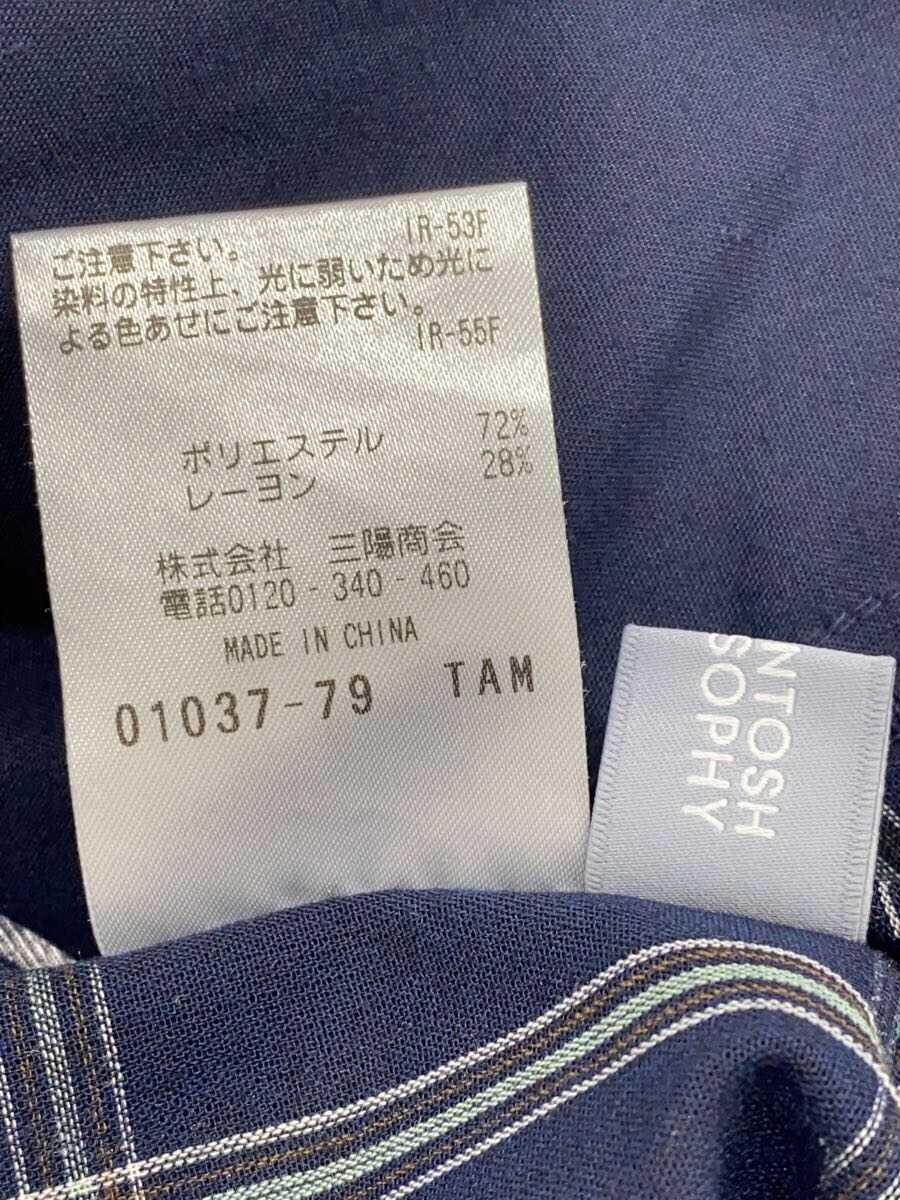 IR-53F
ご注意下さい。
染料の特性上、光に弱いため光に
よる色あせにご注意下さい。
IR-55F
ポリエステル 72%
レーヨン 28%
株式会社 三陽商会
電話0120-340-460
MADE IN CHINA
01037-79 TAM
NTOSH
SOPHY